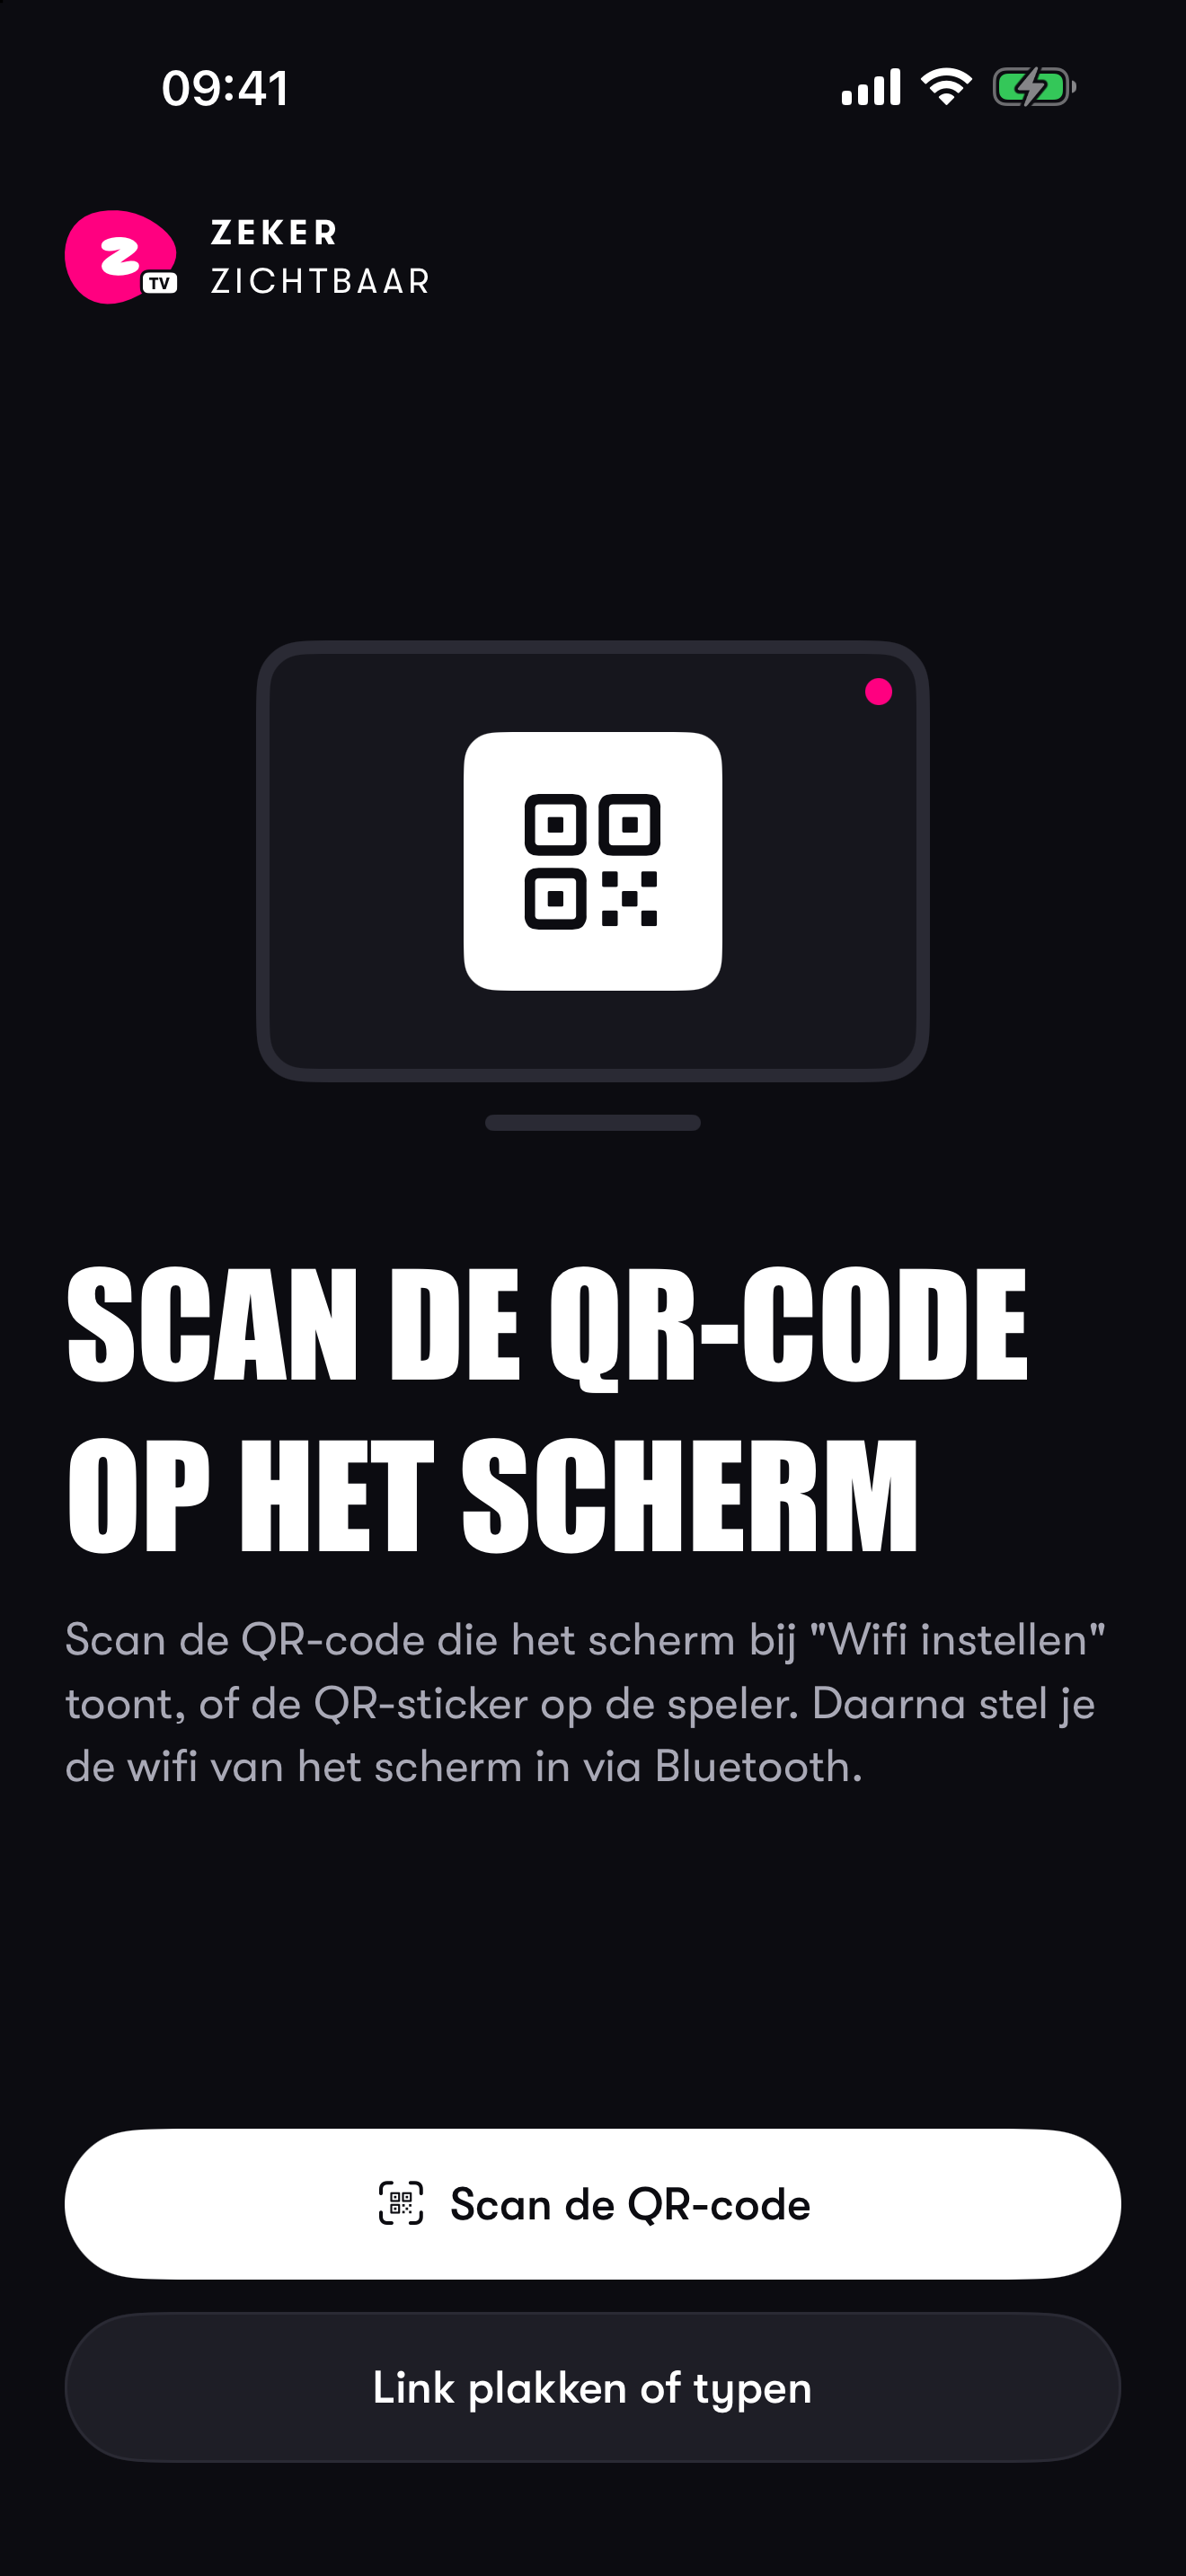 09:41
ZEKER
ZICHTBAAR
TV
SCAN DE QR-CODE
OP HET SCHERM
Scan de QR-code die het scherm bij "Wifi instellen"
toont, of de QR-sticker op de speler. Daarna stel je
de wifi van het scherm in via Bluetooth.
Scan de QR-code
Link plakken of typen